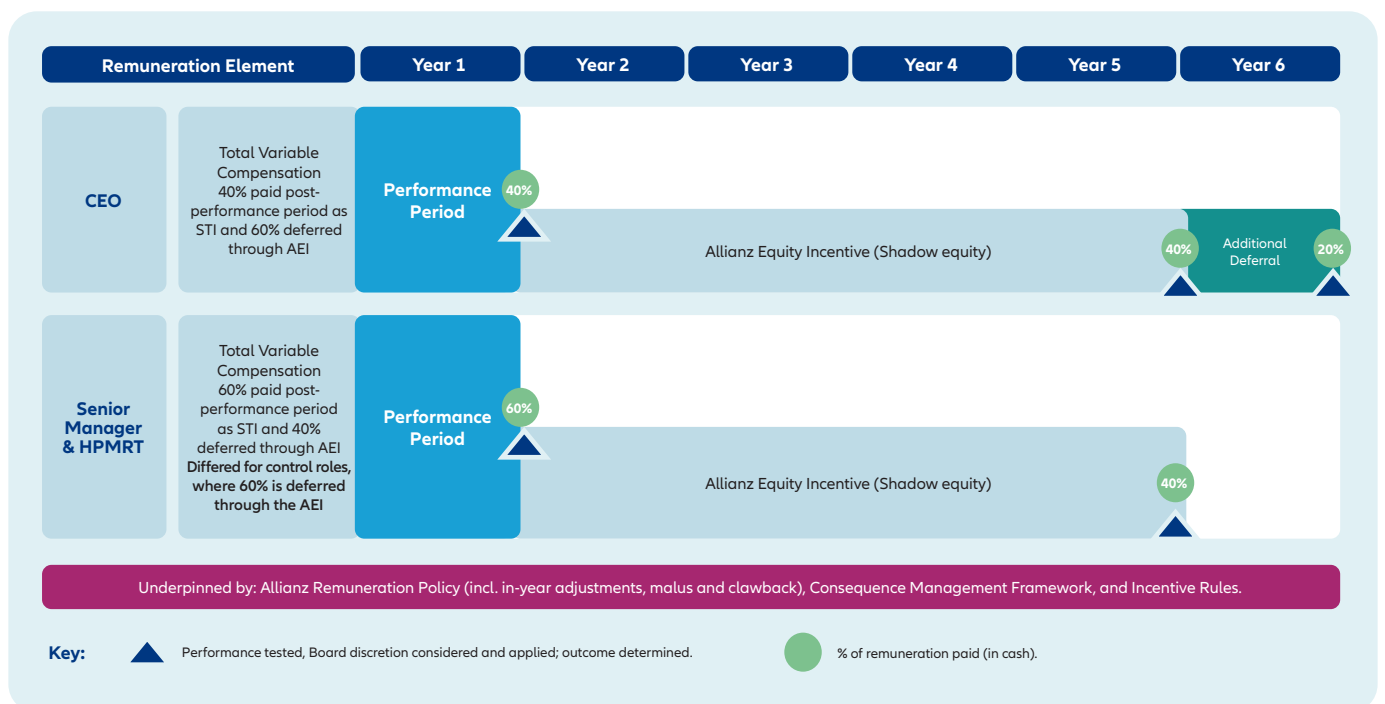 Remuneration Element
Year 1
Year 2
Year 3
Year 4
Year 5
Year 6
CEO
Total Variable
Compensation
40% paid post-
performance period as
STI and 60% deferred
through AEI
Performance
Period
40%
Allianz Equity Incentive (Shadow equity)
40%
Additional
Deferral
20%
Senior
Manager
& HPMRT
Total Variable
Compensation
60% paid post-
performance period
as STI and 40%
deferred through AEI
Differed for control roles,
where 60% is deferred
through the AEI
Performance
Period
60%
Allianz Equity Incentive (Shadow equity)
40%
Underpinned by: Allianz Remuneration Policy (incl. in-year adjustments, malus and clawback), Consequence Management Framework, and Incentive Rules.
Key:
Performance tested, Board discretion considered and applied; outcome determined.
% of remuneration paid (in cash).